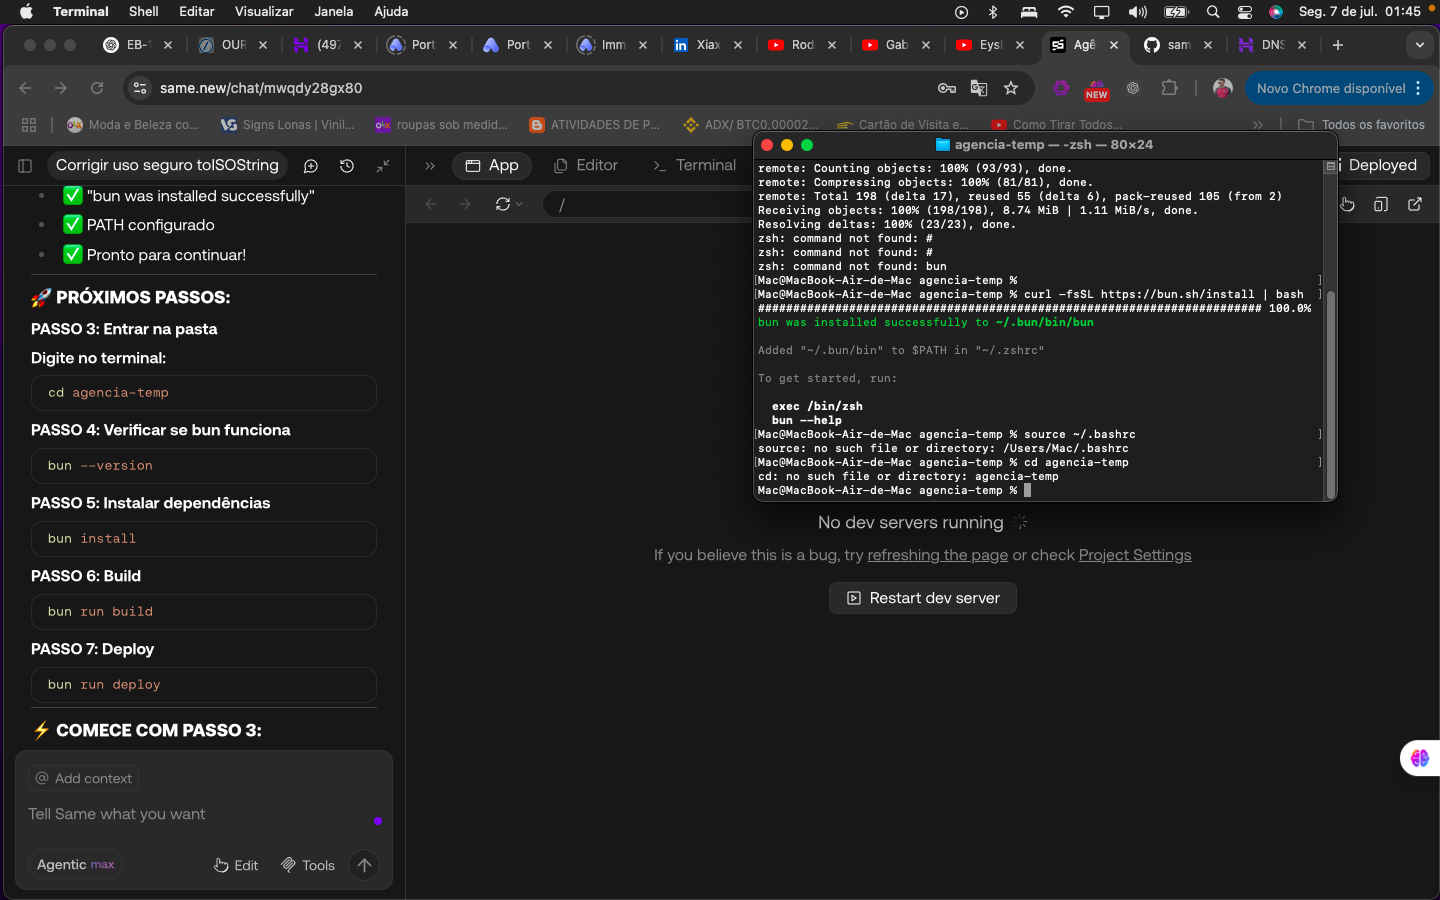 Terminal Shell Editar Visualizar Janela Ajuda Seg. 7 de jul. 01:45
EB-1 OUR (497 Port Port Imm in Xiax Rod Gab Eysh Agê sam DNS
same.new/chat/mwqdy28gx80 NEW Novo Chrome disponível
Moda e Beleza co... VS Signs Lonas | Vinil... olx roupas sob medid... ATIVIDADES DE P... ADX/ BTC0.00002... Cartão de Visita e... Como Tirar Todos... » Todos os favoritos
Corrigir uso seguro toISOString
» App Editor Terminal Deployed
/
"bun was installed successfully"
PATH configurado
Pronto para continuar!
🚀 PRÓXIMOS PASSOS:
PASSO 3: Entrar na pasta
Digite no terminal:
cd agencia-temp
PASSO 4: Verificar se bun funciona
bun --version
PASSO 5: Instalar dependências
bun install
PASSO 6: Build
bun run build
PASSO 7: Deploy
bun run deploy
⚡ COMECE COM PASSO 3:
@ Add context
Tell Same what you want
Agentic max Edit Tools
agencia-temp — -zsh — 80×24
remote: Counting objects: 100% (93/93), done.
remote: Compressing objects: 100% (81/81), done.
remote: Total 198 (delta 17), reused 55 (delta 6), pack-reused 105 (from 2)
Receiving objects: 100% (198/198), 8.74 MiB | 1.11 MiB/s, done.
Resolving deltas: 100% (23/23), done.
zsh: command not found: #
zsh: command not found: #
zsh: command not found: bun
[Mac@MacBook-Air-de-Mac agencia-temp % ]
[Mac@MacBook-Air-de-Mac agencia-temp % curl -fsSL https://bun.sh/install | bash ]
######################################################################## 100.0%
bun was installed successfully to ~/.bun/bin/bun
Added "~/.bun/bin" to $PATH in "~/.zshrc"
To get started, run:
exec /bin/zsh
bun --help
[Mac@MacBook-Air-de-Mac agencia-temp % source ~/.bashrc ]
source: no such file or directory: /Users/Mac/.bashrc
[Mac@MacBook-Air-de-Mac agencia-temp % cd agencia-temp ]
cd: no such file or directory: agencia-temp
Mac@MacBook-Air-de-Mac agencia-temp %
No dev servers running
If you believe this is a bug, try refreshing the page or check Project Settings
Restart dev server